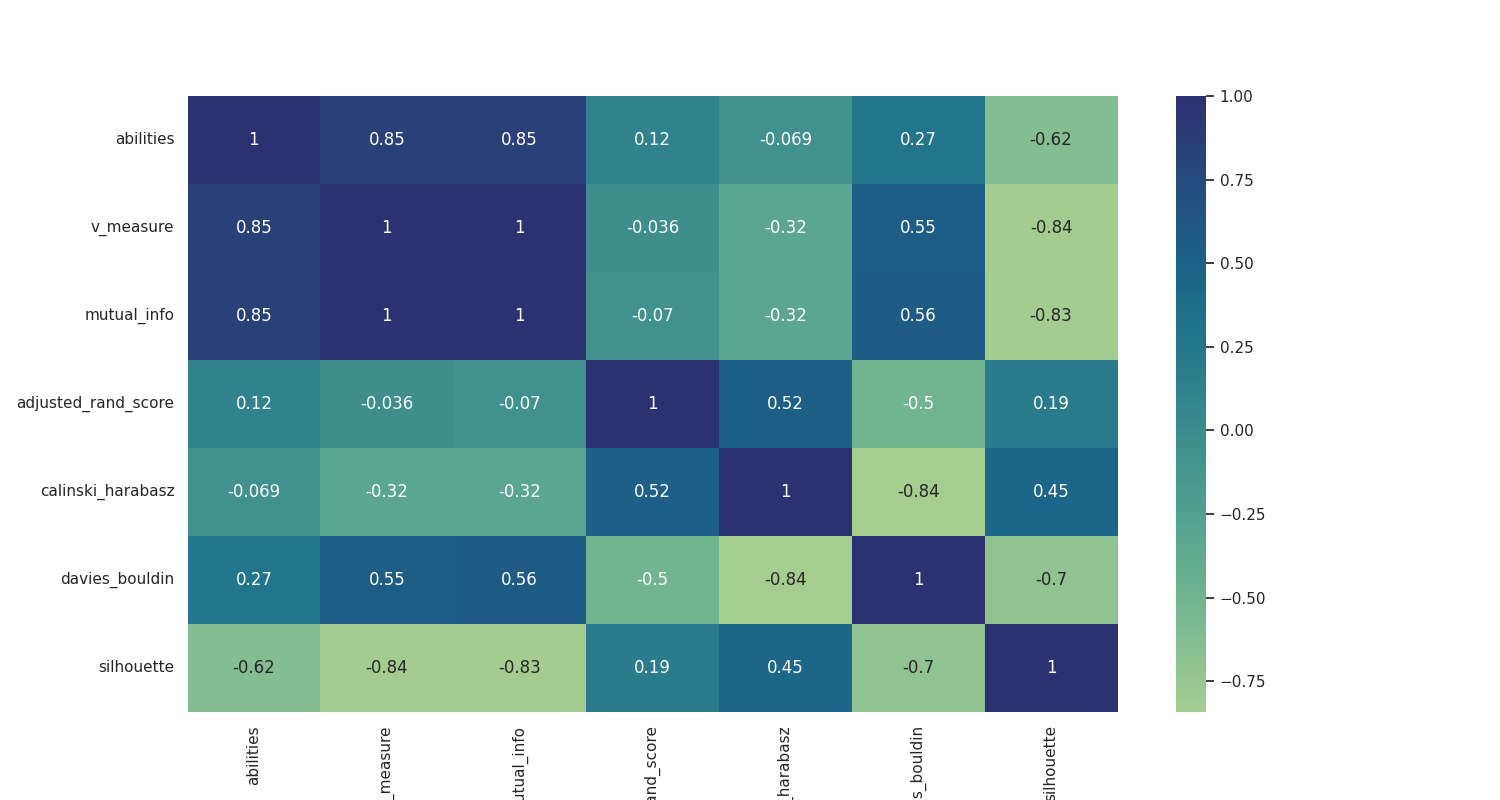 abilities 1 0.85 0.85 0.12 -0.069 0.27 -0.62
v_measure 0.85 1 1 -0.036 -0.32 0.55 -0.84
mutual_info 0.85 1 1 -0.07 -0.32 0.56 -0.83
adjusted_rand_score 0.12 -0.036 -0.07 1 0.52 -0.5 0.19
calinski_harabasz -0.069 -0.32 -0.32 0.52 1 -0.84 0.45
davies_bouldin 0.27 0.55 0.56 -0.5 -0.84 1 -0.7
silhouette -0.62 -0.84 -0.83 0.19 0.45 -0.7 1
abilities
_measure
utual_info
and_score
_harabasz
s_bouldin
silhouette
1.00
0.75
0.50
0.25
0.00
−0.25
−0.50
−0.75